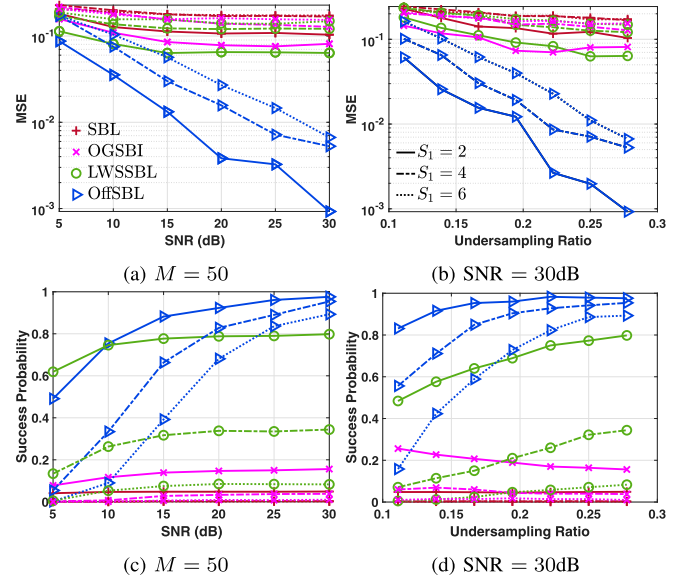 10^-1
10^-2
10^-3
MSE
SBL
OGSBI
LWSSBL
OffSBL
5 10 15 20 25 30
SNR (dB)
(a) M = 50
10^-1
10^-2
10^-3
MSE
S_1 = 2
S_1 = 4
S_1 = 6
0.1 0.15 0.2 0.25 0.3
Undersampling Ratio
(b) SNR = 30dB
1
0.8
0.6
0.4
0.2
0
Success Probability
5 10 15 20 25 30
SNR (dB)
(c) M = 50
1
0.8
0.6
0.4
0.2
0
Success Probability
0.1 0.15 0.2 0.25 0.3
Undersampling Ratio
(d) SNR = 30dB